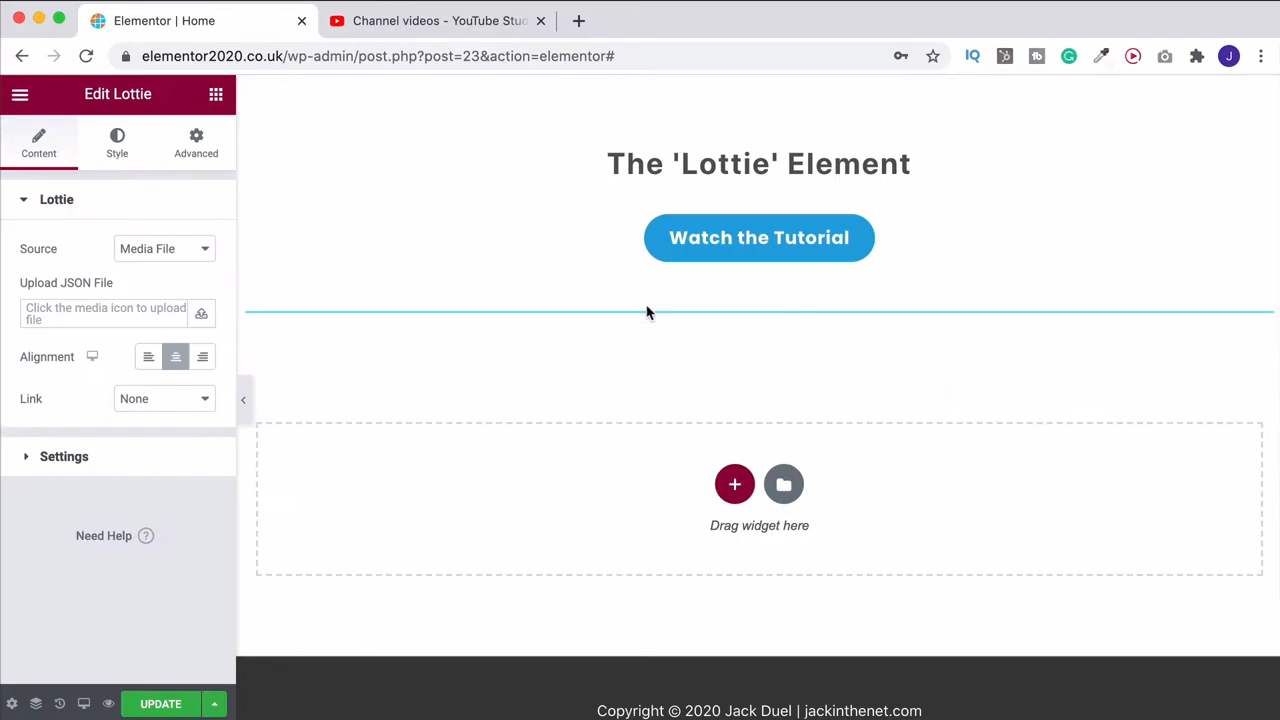 Elementor | Home
Channel videos - YouTube Stud
elementor2020.co.uk/wp-admin/post.php?post=23&action=elementor#
Edit Lottie
Content
Style
Advanced
Lottie
Source
Media File
Upload JSON File
Click the media icon to upload
file
Alignment
Link
None
Settings
Need Help ?
UPDATE
The 'Lottie' Element
Watch the Tutorial
Drag widget here
Copyright © 2020 Jack Duel | jackinthenet.com
IQ
tb
J